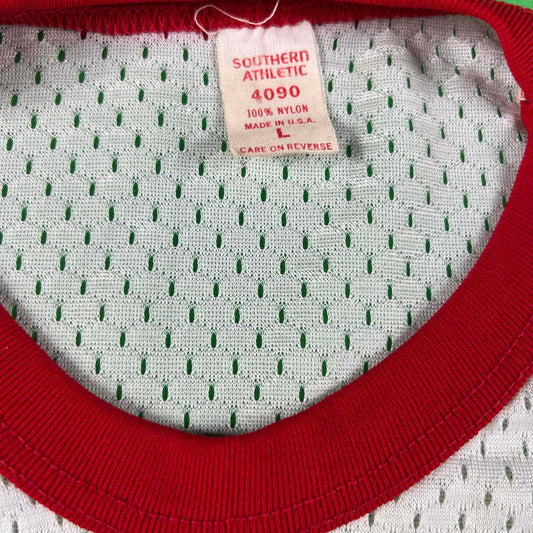 SOUTHERN
ATHLETIC
4090
100% NYLON
MADE IN U.S.A.
L
CARE ON REVERSE